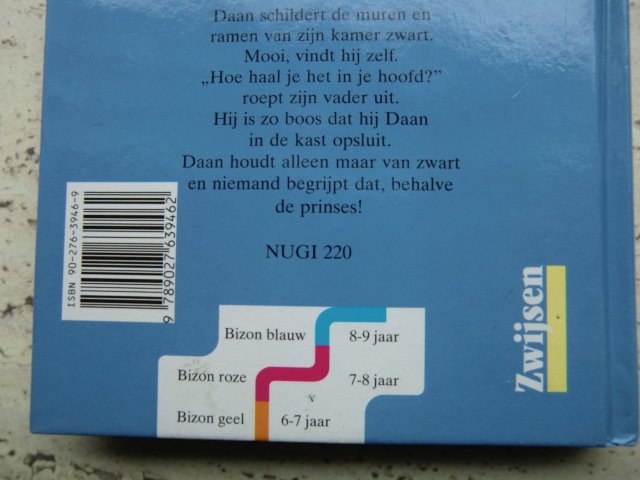 Daan schildert de muren en
ramen van zijn kamer zwart.
Mooi, vindt hij zelf.
„Hoe haal je het in je hoofd?”
roept zijn vader uit.
Hij is zo boos dat hij Daan
in de kast opsluit.
Daan houdt alleen maar van zwart
en niemand begrijpt dat, behalve
de prinses!
NUGI 220
ISBN 90-276-3946-9
9 789027 639462
Zwijsen
Bizon blauw 8-9 jaar
Bizon roze 7-8 jaar
Bizon geel 6-7 jaar